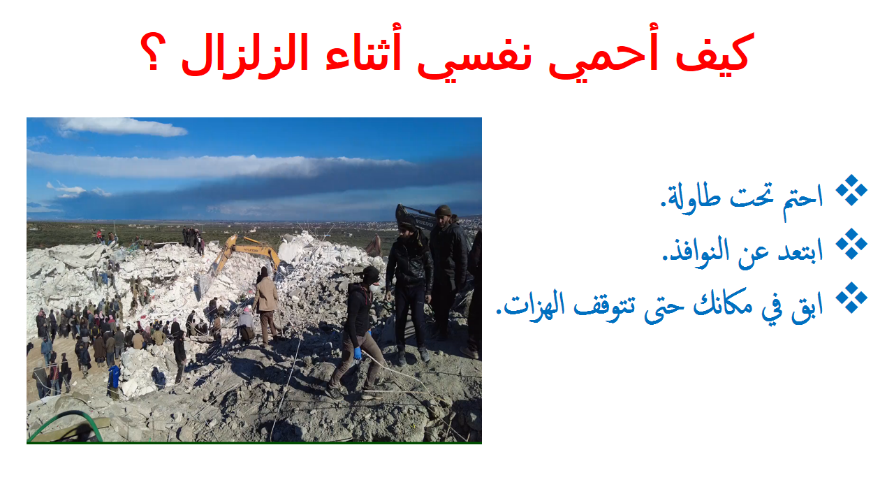 كيف أحمي نفسي أثناء الزلزال ؟
❖ احتمِ تحت طاولة.
❖ ابتعد عن النوافذ.
❖ ابق في مكانك حتى تتوقف الهزات.